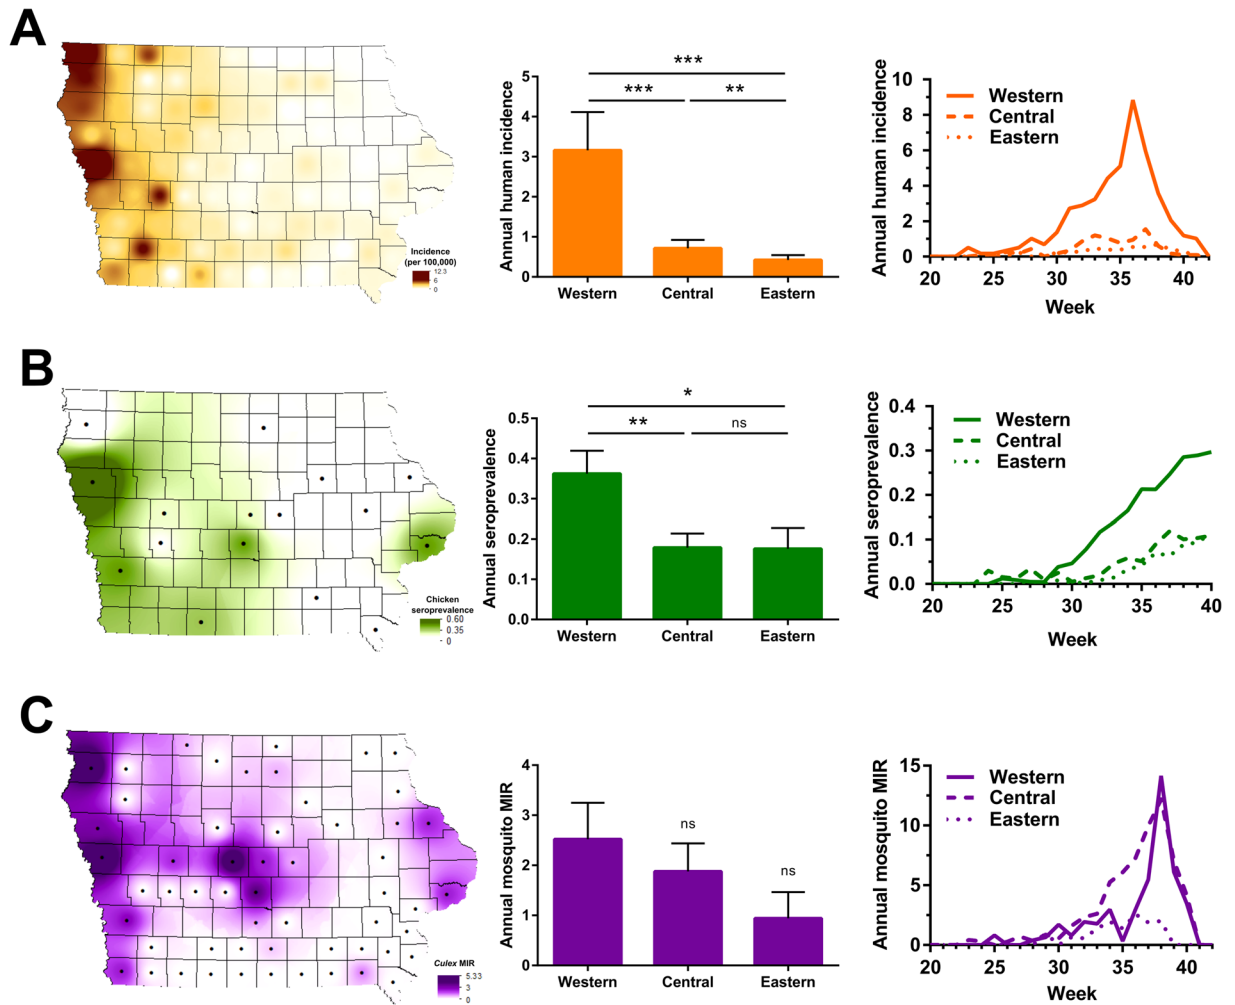 A
Incidence
(per 100,000)
12.3
6
0
Annual human incidence
5
4
3
2
1
0
***
***
**
Western
Central
Eastern
Annual human incidence
10
8
6
4
2
0
Western
Central
Eastern
20
25
30
35
40
Week
B
Chicken
seroprevalence
0.60
0.35
0
Annual seroprevalence
0.5
0.4
0.3
0.2
0.1
0.0
*
**
ns
Western
Central
Eastern
Annual seroprevalence
0.4
0.3
0.2
0.1
0.0
Western
Central
Eastern
20
25
30
35
40
Week
C
Culex MIR
5.33
3
0
Annual mosquito MIR
4
3
2
1
0
ns
ns
Western
Central
Eastern
Annual mosquito MIR
15
10
5
0
Western
Central
Eastern
20
25
30
35
40
Week